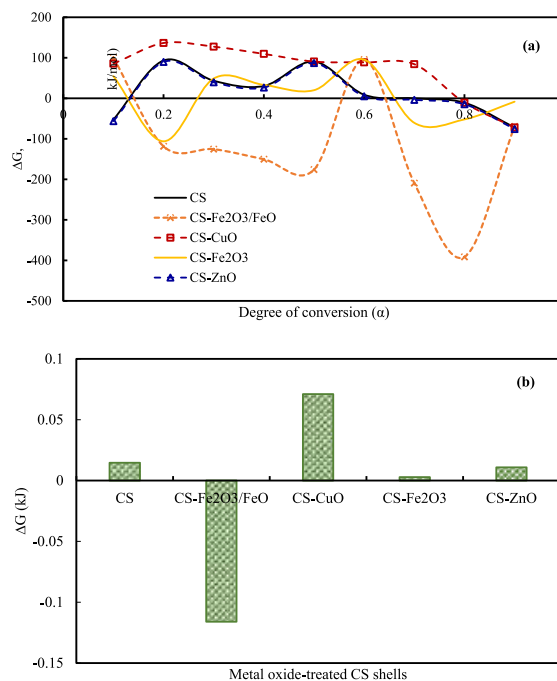 200
100
0
-100
-200
-300
-400
-500
ΔG, kJ/mol
(a)
0 0.2 0.4 0.6 0.8
CS
CS-Fe2O3/FeO
CS-CuO
CS-Fe2O3
CS-ZnO
Degree of conversion (α)
0.1
0.05
0
-0.05
-0.1
-0.15
ΔG (kJ)
(b)
CS CS-Fe2O3/FeO CS-CuO CS-Fe2O3 CS-ZnO
Metal oxide-treated CS shells